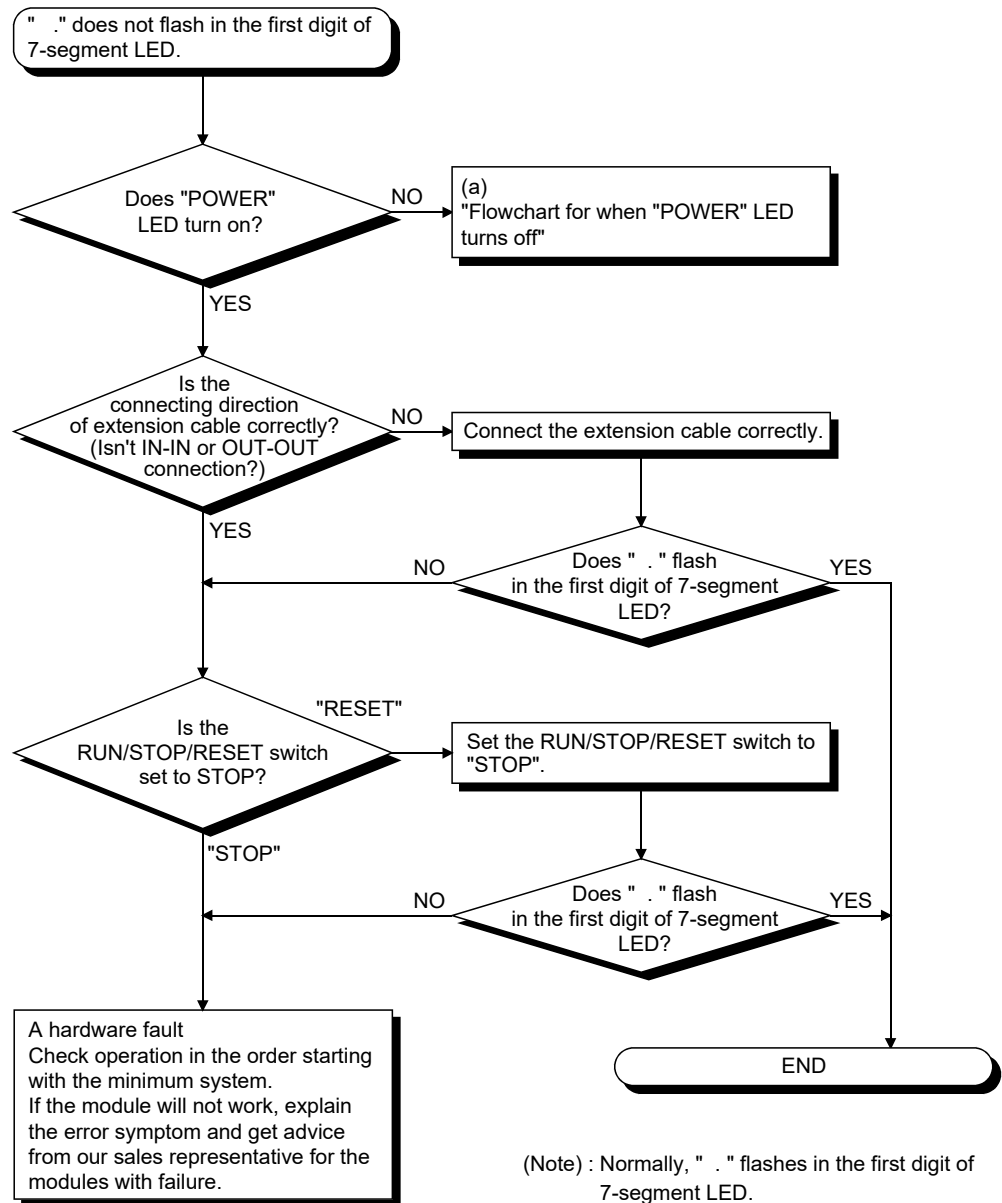 " ." does not flash in the first digit of
7-segment LED.
Does "POWER"
LED turn on?
NO
(a)
"Flowchart for when "POWER" LED
turns off"
YES
Is the
connecting direction
of extension cable correctly?
(Isn't IN-IN or OUT-OUT
connection?)
NO
Connect the extension cable correctly.
YES
Does " . " flash
in the first digit of 7-segment
LED?
NO
YES
Is the
RUN/STOP/RESET switch
set to STOP?
"RESET"
Set the RUN/STOP/RESET switch to
"STOP".
"STOP"
Does " . " flash
in the first digit of 7-segment
LED?
NO
YES
A hardware fault
Check operation in the order starting
with the minimum system.
If the module will not work, explain
the error symptom and get advice
from our sales representative for the
modules with failure.
END
(Note) : Normally, " . " flashes in the first digit of
7-segment LED.